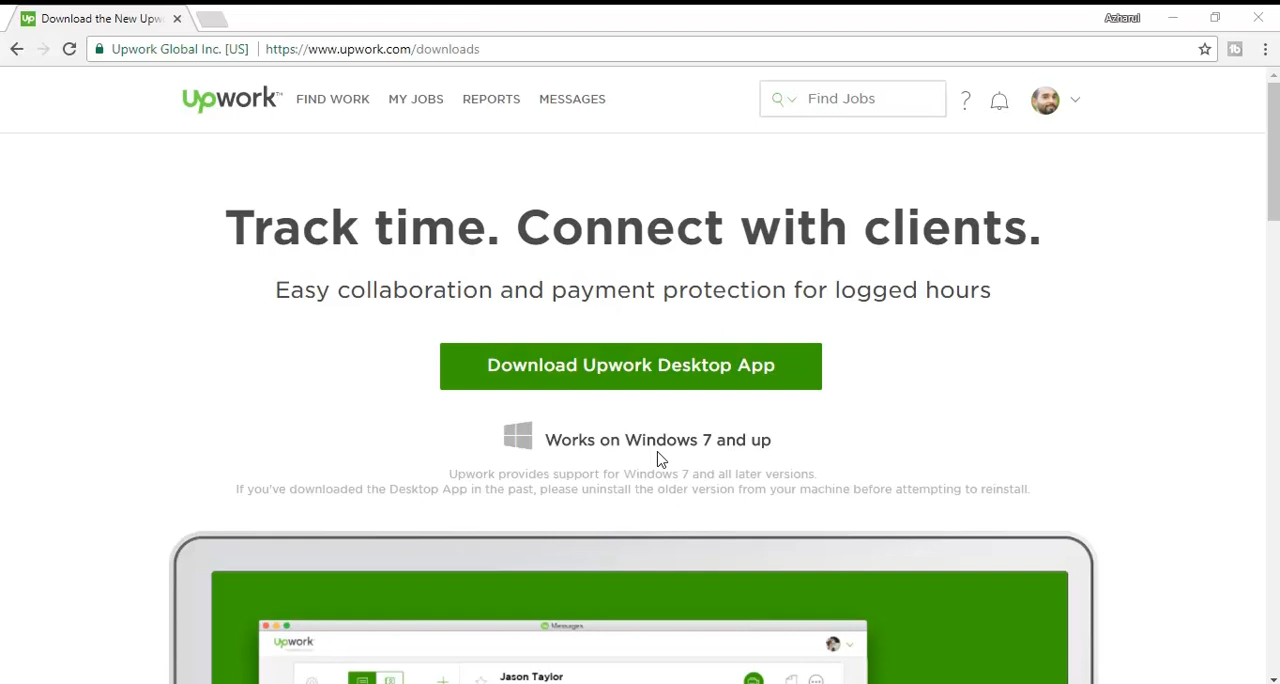 Up Download the New Upw
Azharul
Upwork Global Inc. [US] https://www.upwork.com/downloads
Upwork™ FIND WORK MY JOBS REPORTS MESSAGES Find Jobs ?
Track time. Connect with clients.
Easy collaboration and payment protection for logged hours
Download Upwork Desktop App
Works on Windows 7 and up
Upwork provides support for Windows 7 and all later versions.
If you've downloaded the Desktop App in the past, please uninstall the older version from your machine before attempting to reinstall.
Messages
Upwork
Jason Taylor